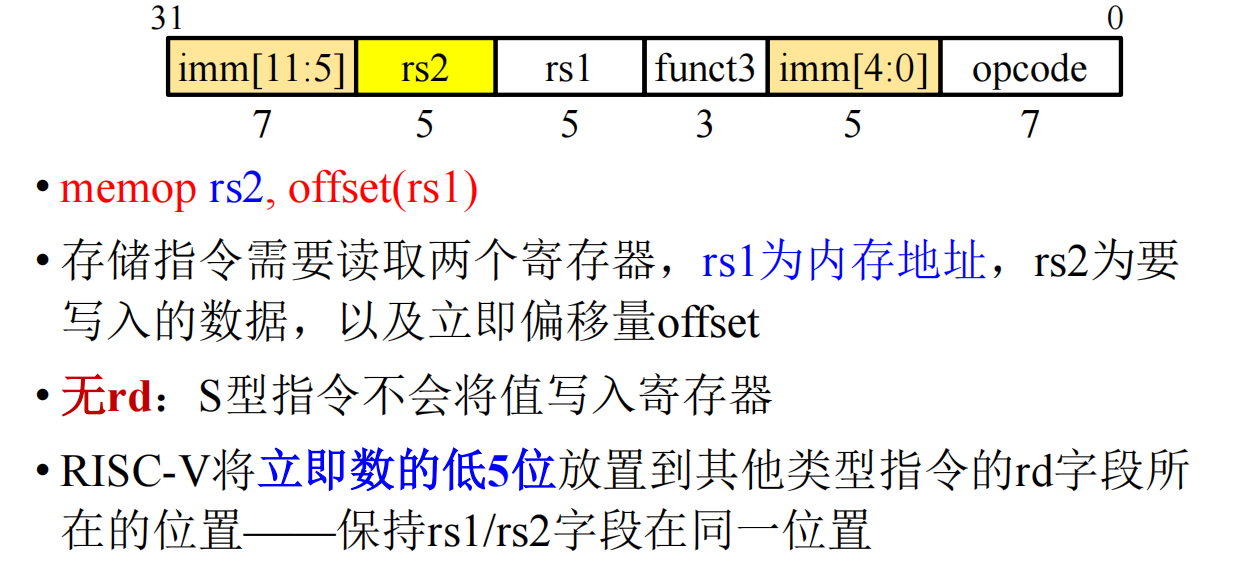 31 0
imm[11:5] rs2 rs1 funct3 imm[4:0] opcode
7 5 5 3 5 7
• memop rs2, offset(rs1)
• 存储指令需要读取两个寄存器，rs1为内存地址，rs2为要
写入的数据，以及立即偏移量offset
• 无rd：S型指令不会将值写入寄存器
• RISC-V将立即数的低5位放置到其他类型指令的rd字段所
在的位置——保持rs1/rs2字段在同一位置